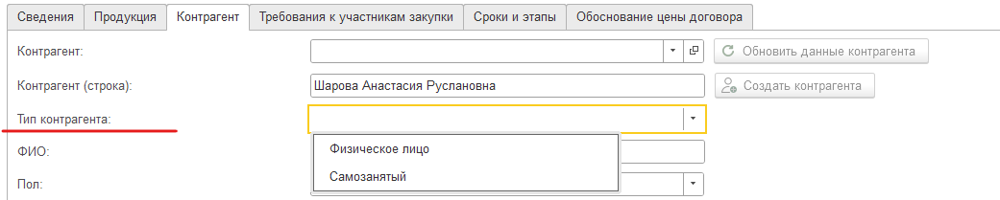 Сведения Продукция Контрагент Требования к участникам закупки Сроки и этапы Обоснование цены договора
Контрагент: Обновить данные контрагента
Контрагент (строка): Шарова Анастасия Руслановна Создать контрагента
Тип контрагента:
Физическое лицо
ФИО:
Самозанятый
Пол: